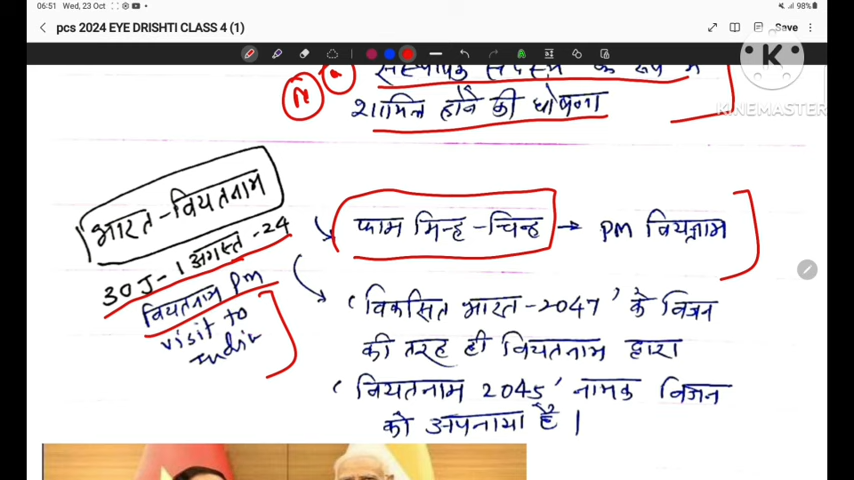 06:51 Wed, 23 Oct
98%
pcs 2024 EYE DRISHTI CLASS 4 (1)
Save
KINEMASTER
संस्थापक सदस्य के रूप में
शामिल होने की घोषणा
भारत-वियतनाम
30 J-1 अगस्त-24
वियतनाम pm
visit to
India
फाम मिन्ह-चिन्ह → pm वियतनाम
'विकसित भारत-2047' के विजन
की तरह ही वियतनाम द्वारा
'वियतनाम 2045' नामक विजन
को अपनाया है।